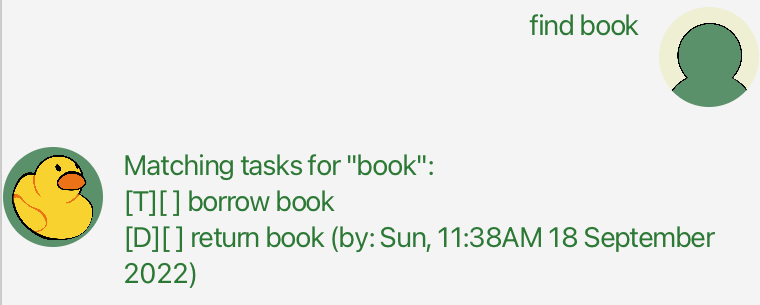 find book
Matching tasks for "book":
[T][ ] borrow book
[D][ ] return book (by: Sun, 11:38AM 18 September
2022)